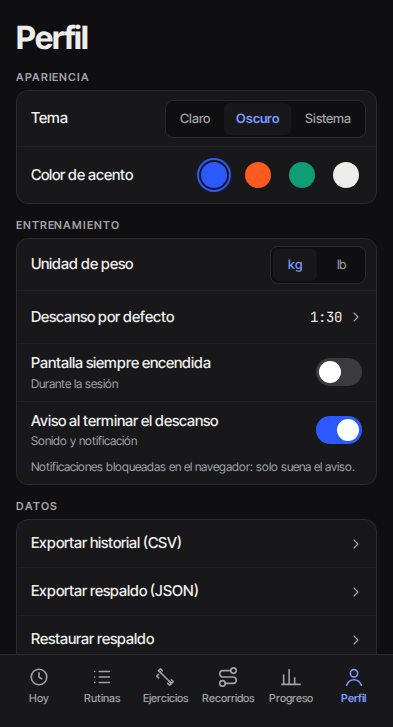 Perfil
APARIENCIA
Tema
Claro
Oscuro
Sistema
Color de acento
ENTRENAMIENTO
Unidad de peso
kg
lb
Descanso por defecto
1:30
Pantalla siempre encendida
Durante la sesión
Aviso al terminar el descanso
Sonido y notificación
Notificaciones bloqueadas en el navegador: solo suena el aviso.
DATOS
Exportar historial (CSV)
Exportar respaldo (JSON)
Restaurar respaldo
Hoy
Rutinas
Ejercicios
Recorridos
Progreso
Perfil